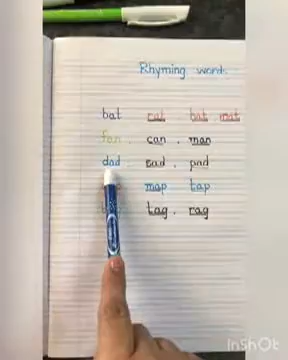 Rhyming words
bat cat bat mat
fan . can . man
dad sad . pad
map tap
tag . rag
InShOt